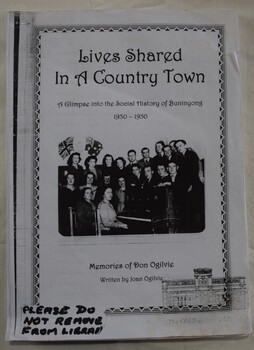 Lives Shared
In A Country Town
A Glimpse into the Social History of Buninyong
1930 - 1950
Memories of Don Ogilvie
Written by Joan Ogilvie
PLEASE DO
NOT REMOVE
FROM LIBRARY